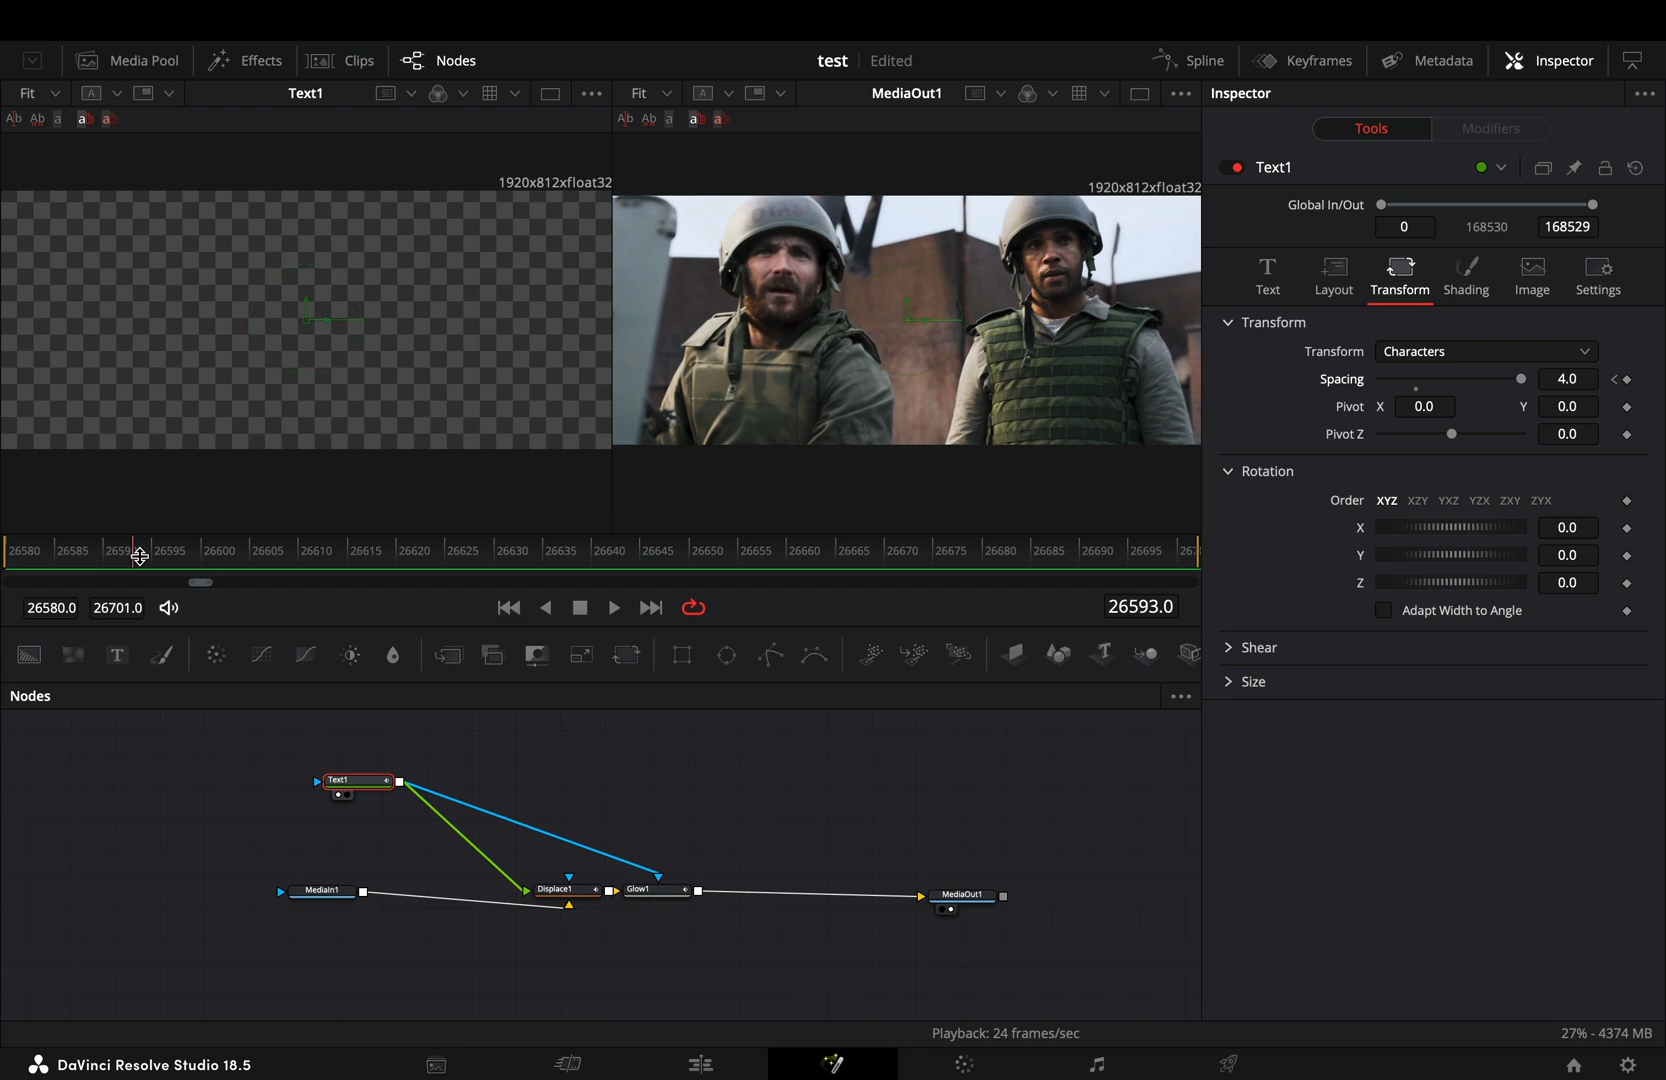 Media Pool Effects Clips Nodes test Edited Spline Keyframes Metadata Inspector
Fit A Text1 Fit A MediaOut1 Inspector
Tools Modifiers
Text1
1920x812xfloat32
1920x812xfloat32
Global In/Out
0 168530 168529
Text Layout Transform Shading Image Settings
Transform
Transform Characters
Spacing 4.0
Pivot X 0.0 Y 0.0
Pivot Z 0.0
Rotation
Order XYZ XZY YXZ YZX ZXY ZYX
X 0.0
Y 0.0
Z 0.0
Adapt Width to Angle
Shear
Size
26580 26585 2659 26595 26600 26605 26610 26615 26620 26625 26630 26635 26640 26645 26650 26655 26660 26665 26670 26675 26680 26685 26690 26695 267
26580.0 26701.0 26593.0
T
Nodes
Text1
MediaIn1 Displace1 Glow1 MediaOut1
Playback: 24 frames/sec 27% - 4374 MB
DaVinci Resolve Studio 18.5